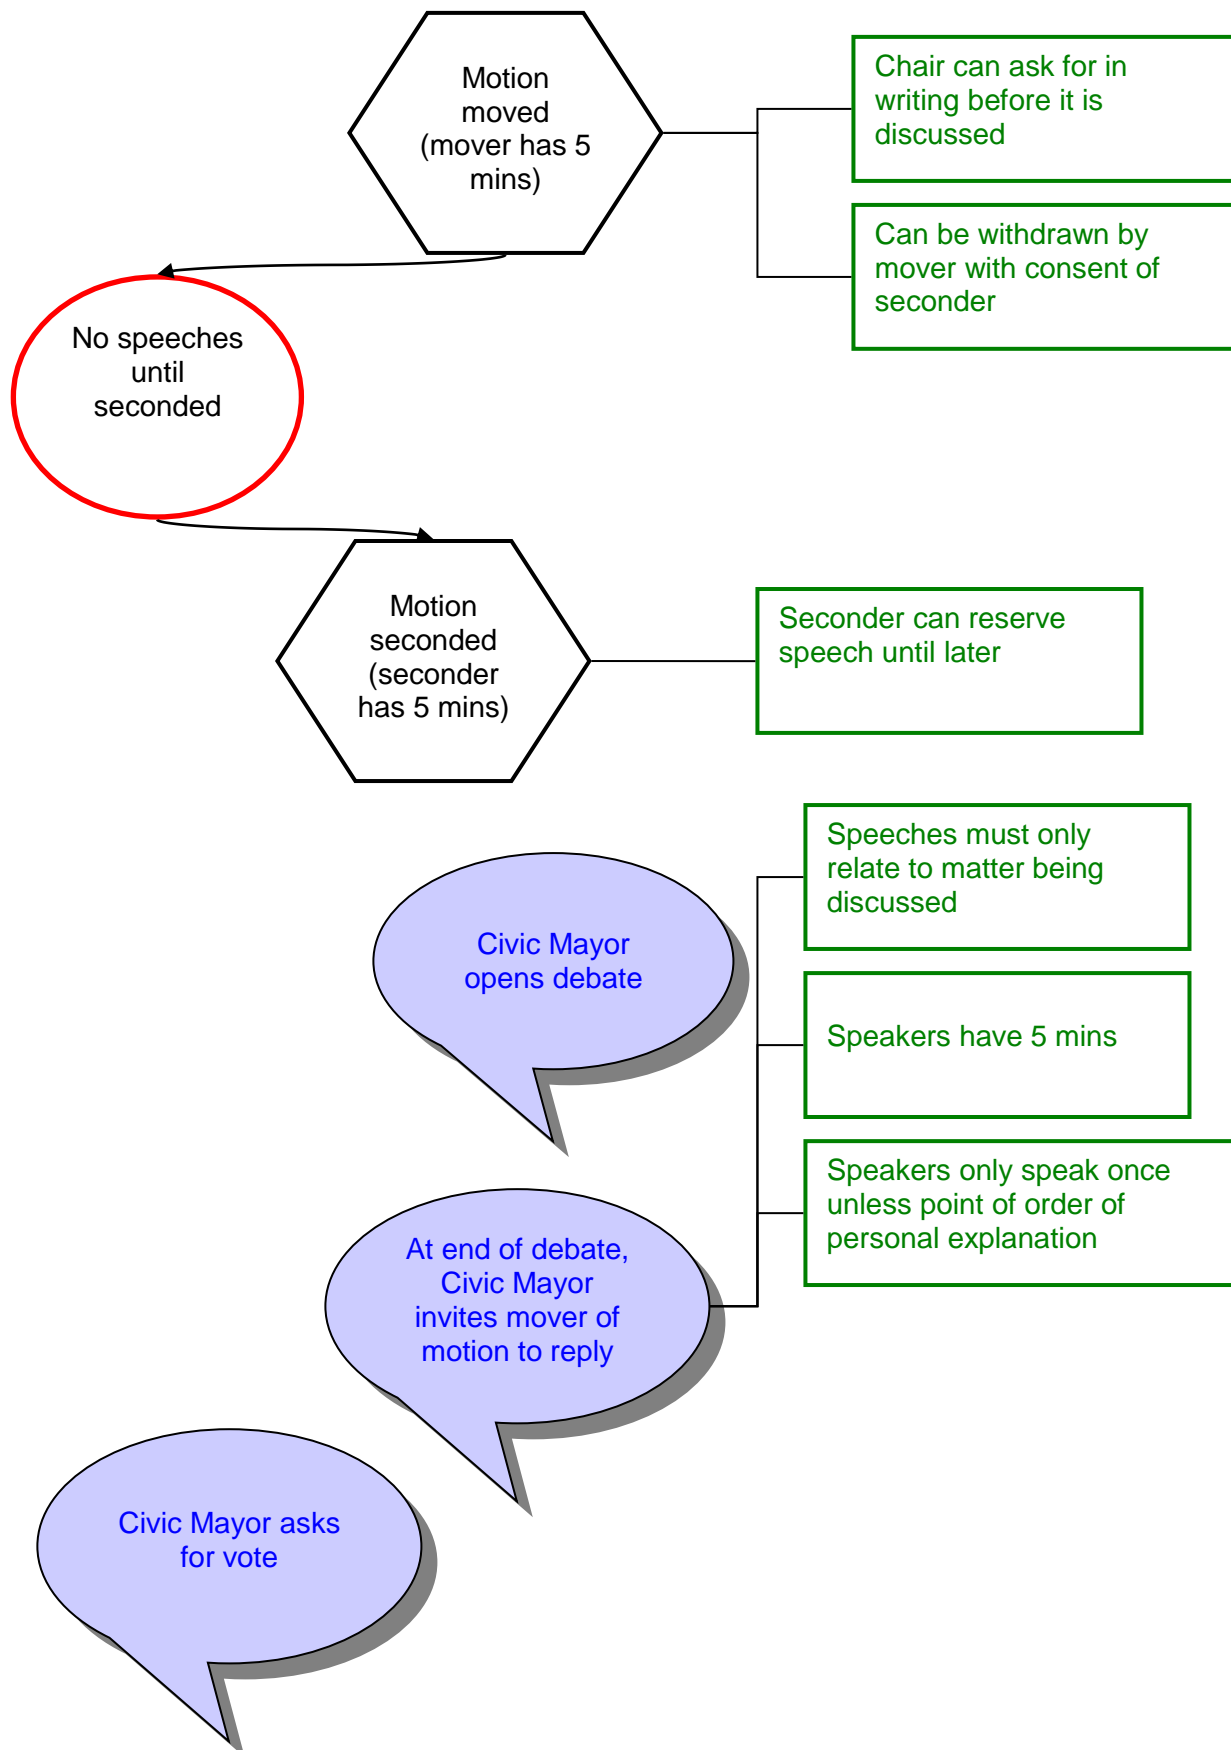 Motion
moved
(mover has 5
mins)
Chair can ask for in
writing before it is
discussed
Can be withdrawn by
mover with consent of
seconder
No speeches
until
seconded
Motion
seconded
(seconder
has 5 mins)
Seconder can reserve
speech until later
Speeches must only
relate to matter being
discussed
Civic Mayor
opens debate
Speakers have 5 mins
Speakers only speak once
unless point of order of
personal explanation
At end of debate,
Civic Mayor
invites mover of
motion to reply
Civic Mayor asks
for vote